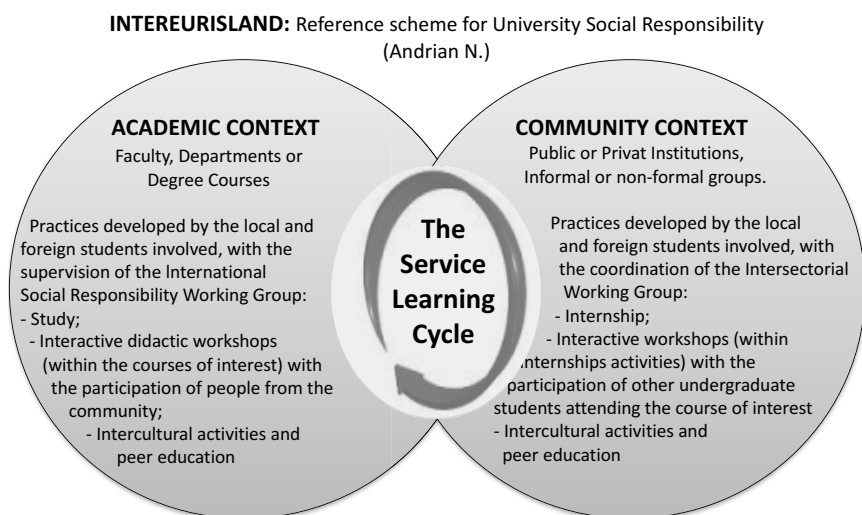 INTEREURISLAND: Reference scheme for University Social Responsibility
(Andrian N.)
ACADEMIC CONTEXT
Faculty, Departments or
Degree Courses
Practices developed by the local and
foreign students involved, with the
supervision of the International
Social Responsibility Working Group:
- Study;
- Interactive didactic workshops
(within the courses of interest) with
the participation of people from the
community;
- Intercultural activities and
peer education
The
Service
Learning
Cycle
COMMUNITY CONTEXT
Public or Privat Institutions,
Informal or non-formal groups.
Practices developed by the local
and foreign students involved, with
the coordination of the Intersectorial
Working Group:
- Internship;
- Interactive workshops (within
internships activities) with the
participation of other undergraduate
students attending the course of interest
- Intercultural activities and
peer education